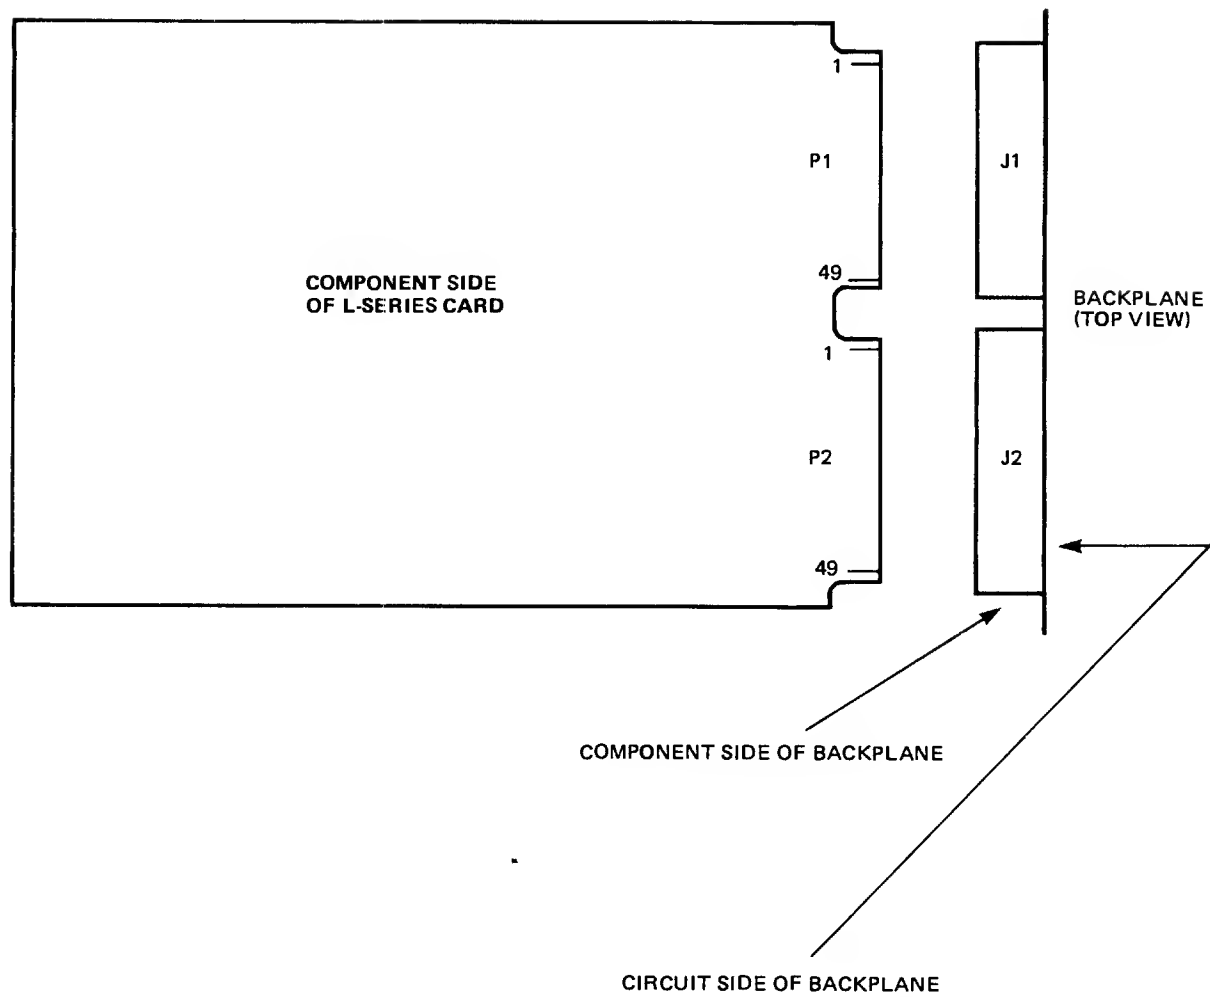 1
P1
J1
49
COMPONENT SIDE
OF L-SERIES CARD
BACKPLANE
(TOP VIEW)
1
P2
J2
49
COMPONENT SIDE OF BACKPLANE
CIRCUIT SIDE OF BACKPLANE